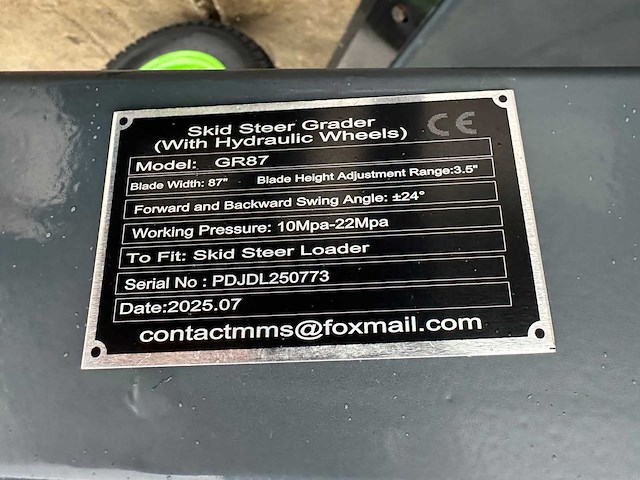 Skid Steer Grader
(With Hydraulic Wheels)
CE
Model: GR87
Blade Width: 87" Blade Height Adjustment Range:3.5"
Forward and Backward Swing Angle: ±24°
Working Pressure: 10Mpa-22Mpa
To Fit: Skid Steer Loader
Serial No : PDJDL250773
Date:2025.07
contactmms@foxmail.com